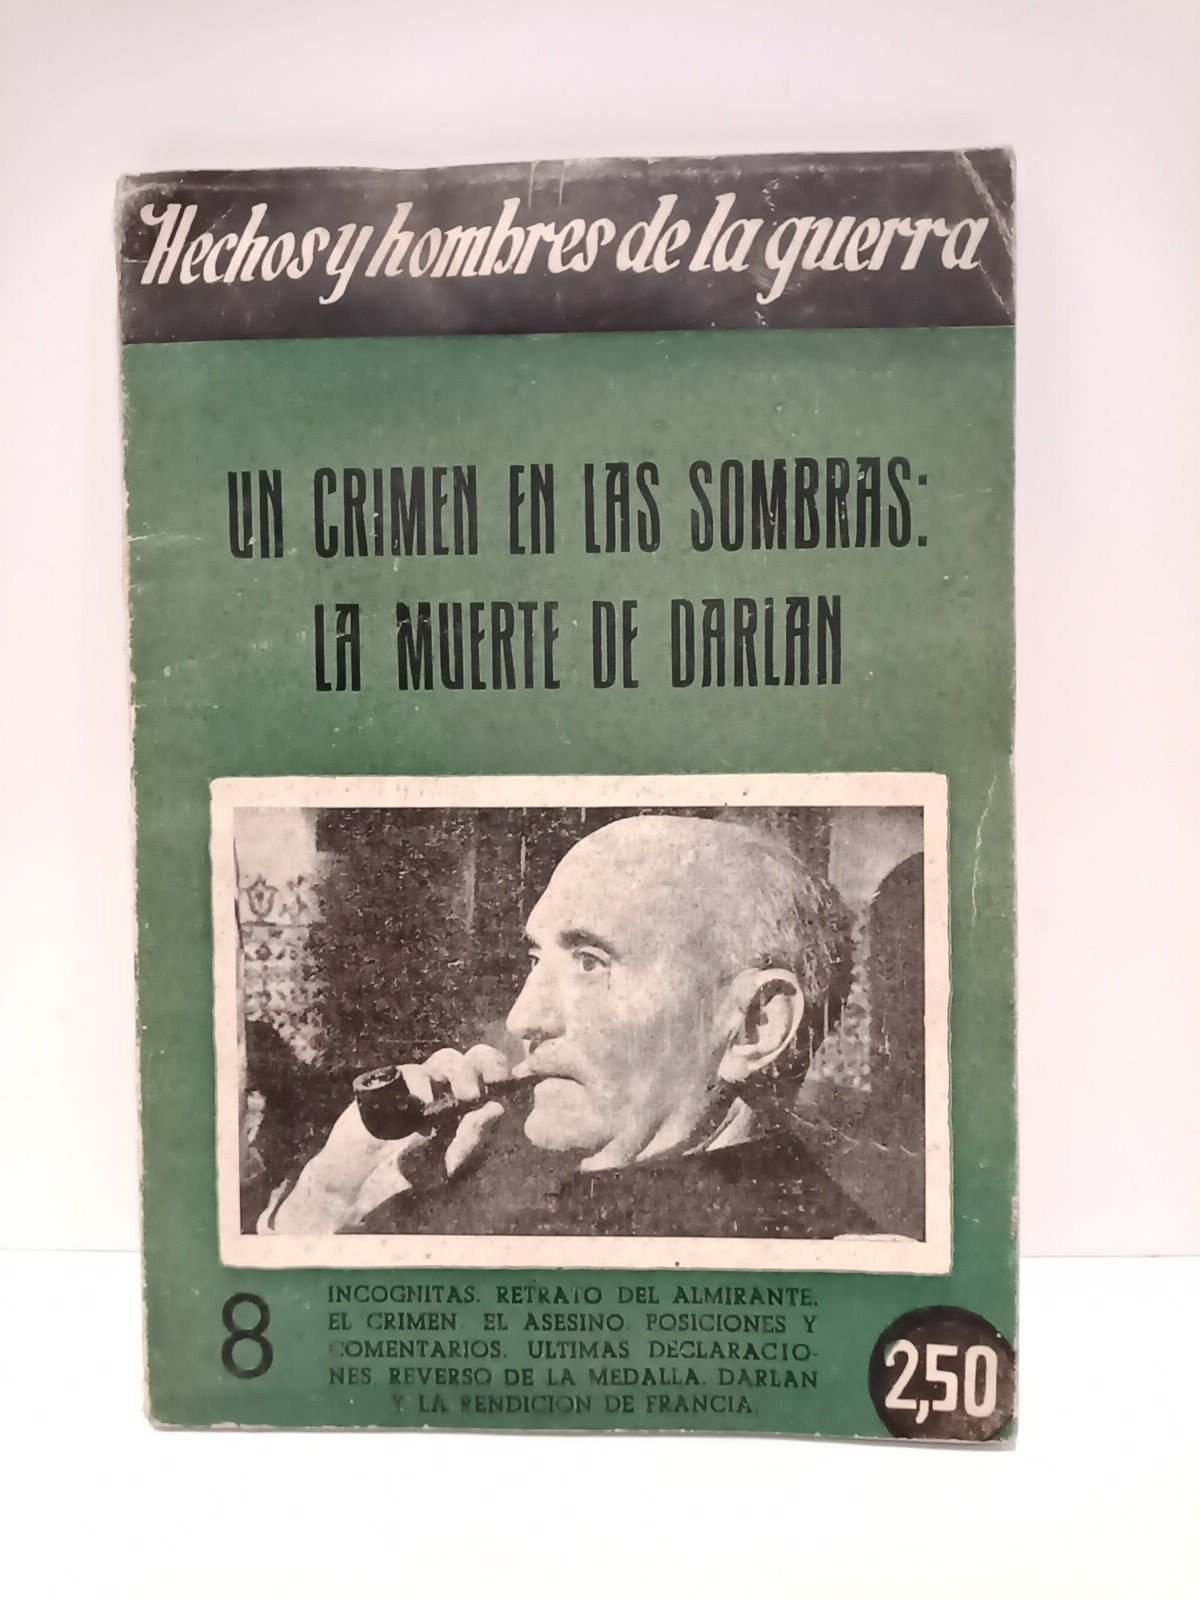 Hechos y hombres de la guerra
UN CRIMEN EN LAS SOMBRAS:
LA MUERTE DE DARLAN
8
INCOGNITAS. RETRATO DEL ALMIRANTE.
EL CRIMEN. EL ASESINO. POSICIONES Y
COMENTARIOS. ULTIMAS DECLARACIO-
NES. REVERSO DE LA MEDALLA. DARLAN
Y LA RENDICION DE FRANCIA.
2,50